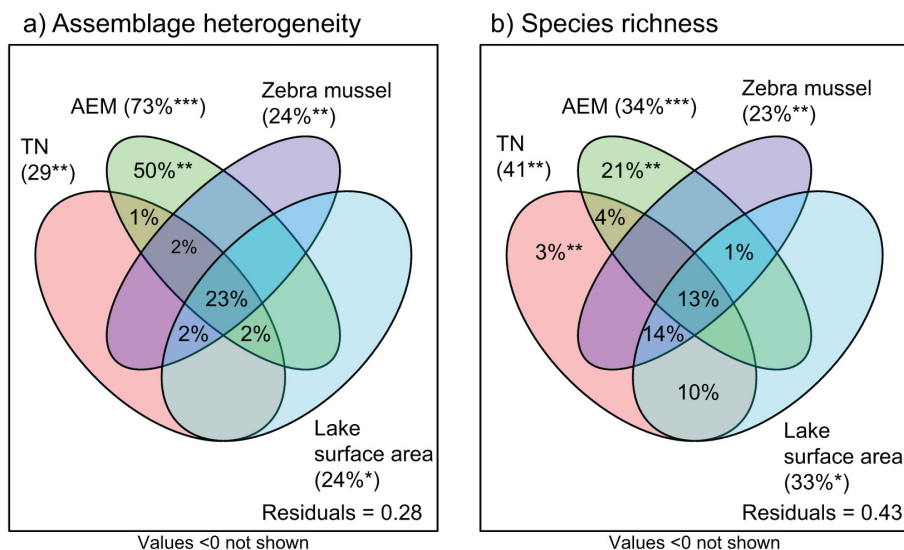 a) Assemblage heterogeneity
AEM (73%***)
Zebra mussel
(24%**)
TN
(29**)
50%**
1%
2%
23%
2%
2%
Lake
surface area
(24%*)
Residuals = 0.28
Values <0 not shown
b) Species richness
AEM (34%***)
Zebra mussel
(23%**)
TN
(41**)
21%**
4%
3%**
1%
13%
14%
10%
Lake
surface area
(33%*)
Residuals = 0.43
Values <0 not shown